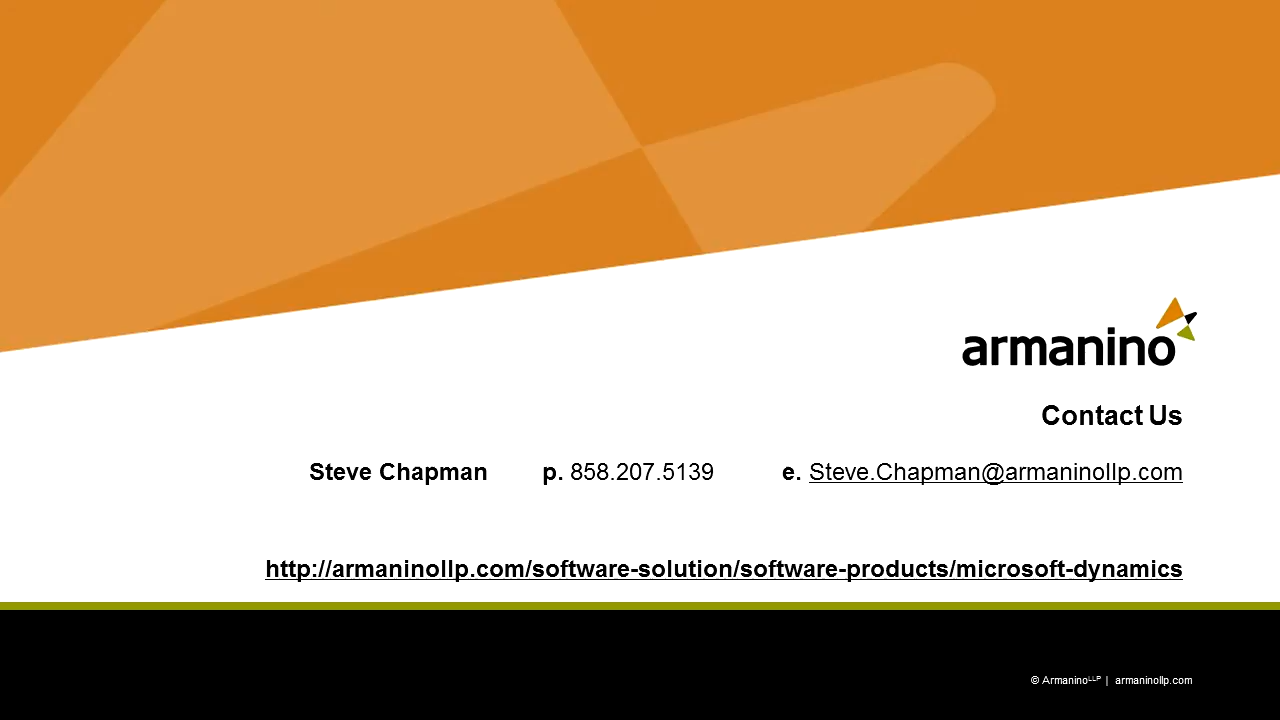 armanino
Contact Us
Steve Chapman p. 858.207.5139 e. Steve.Chapman@armaninollp.com
http://armaninollp.com/software-solution/software-products/microsoft-dynamics
© Armanino LLP | armaninollp.com